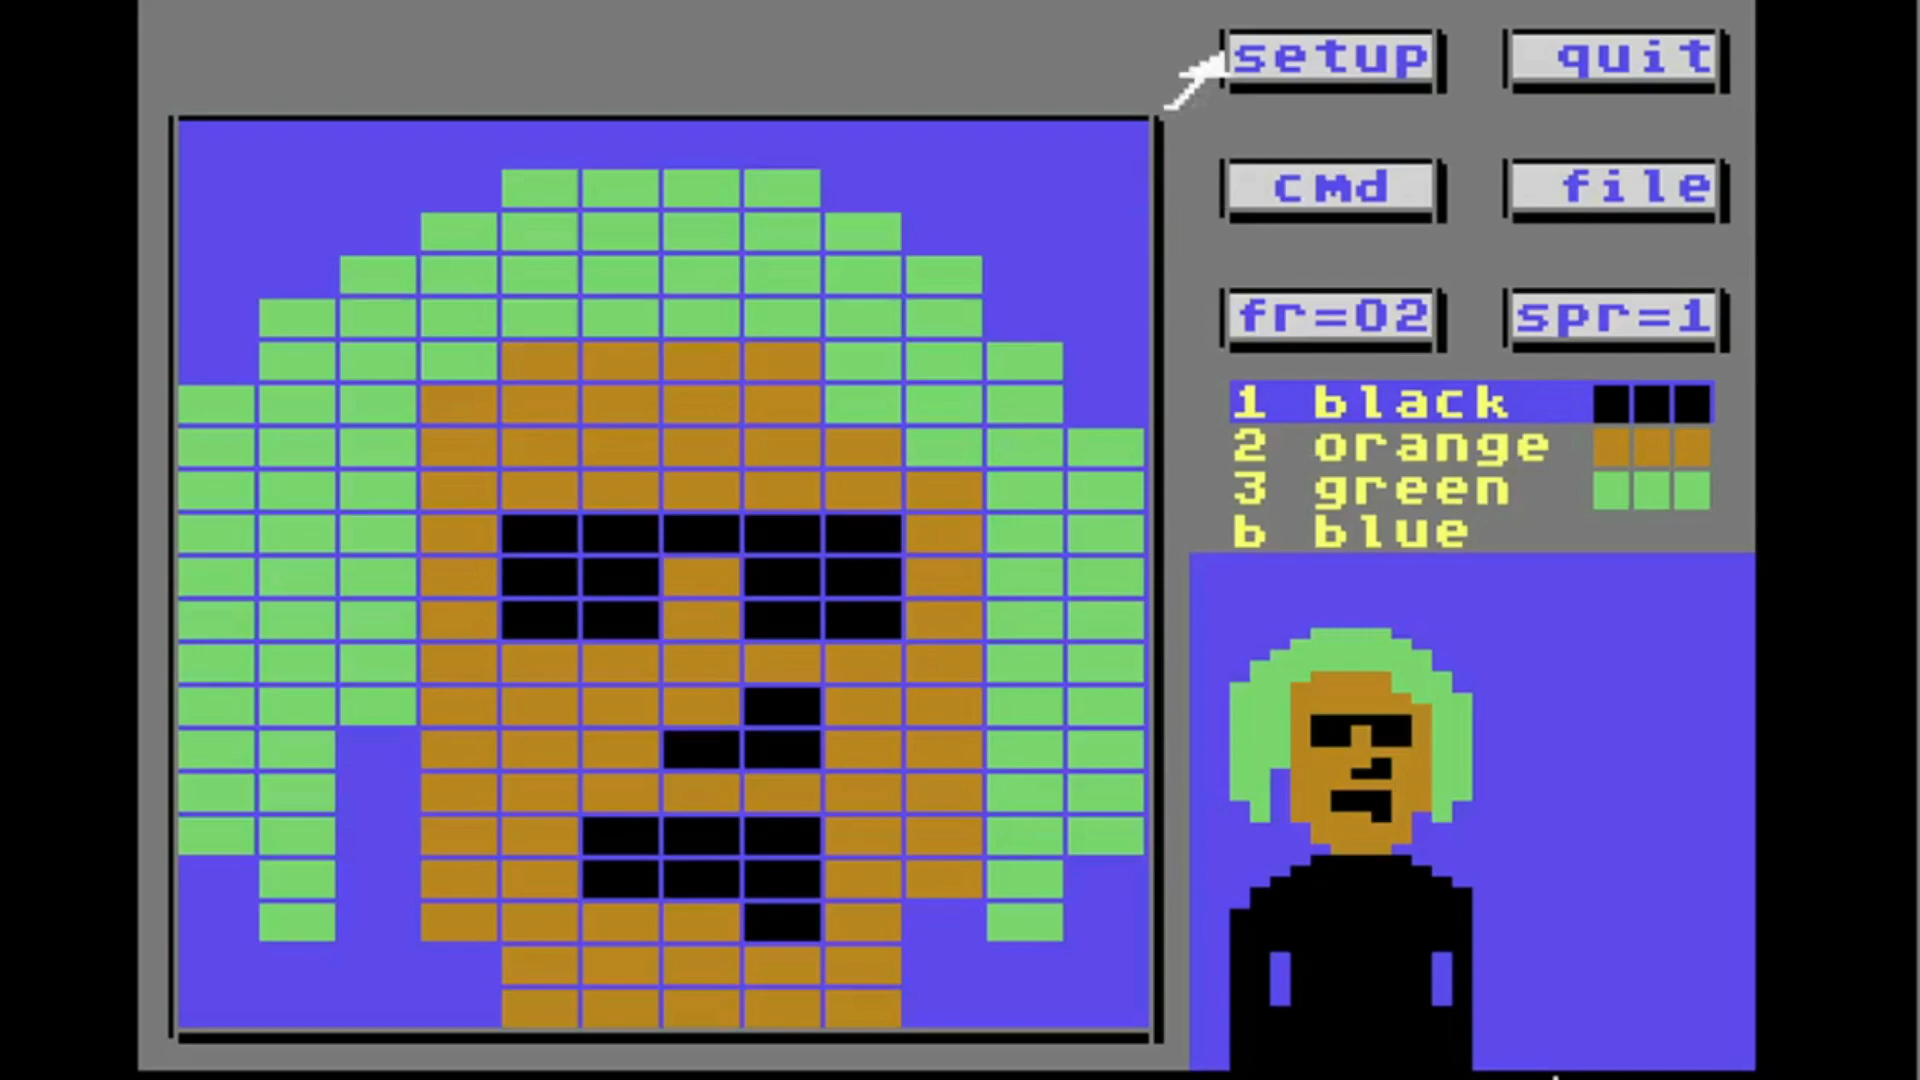 setup quit
cmd file
fr=02 spr=1
1 black
2 orange
3 green
b blue